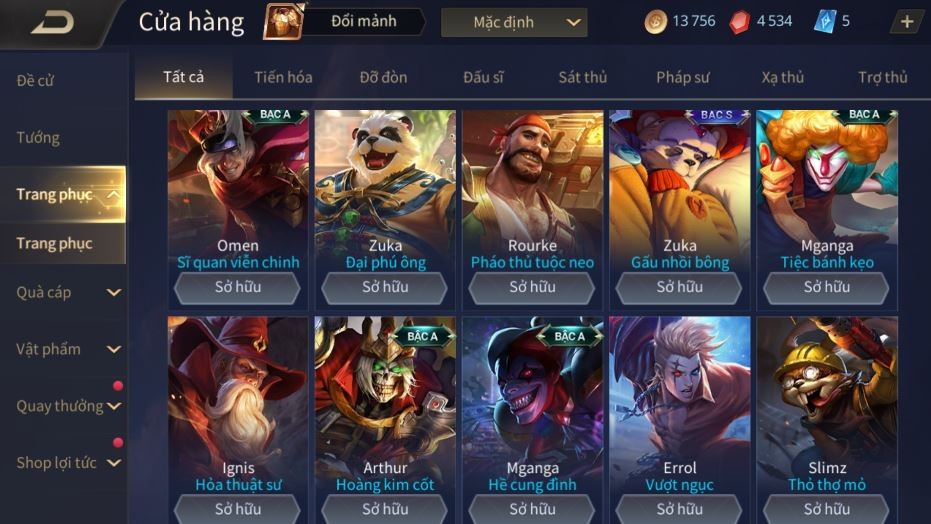 Cửa hàng
Đổi mảnh
Mặc định
13 756
4 534
5
+
Đề cử
Tướng
Trang phục
Trang phục
Quà cáp
Vật phẩm
Quay thưởng
Shop lợi tức
Tất cả
Tiến hóa
Đỡ đòn
Đấu sĩ
Sát thủ
Pháp sư
Xạ thủ
Trợ thủ
BẬC A
Omen
Sĩ quan viễn chinh
Sở hữu
Zuka
Đại phú ông
Sở hữu
Rourke
Pháo thủ tuộc neo
Sở hữu
BẬC S
Zuka
Gấu nhồi bông
Sở hữu
BẬC A
Mganga
Tiệc bánh kẹo
Sở hữu
Ignis
Hỏa thuật sư
Sở hữu
BẬC A
Arthur
Hoàng kim cốt
Sở hữu
BẬC A
Mganga
Hề cung đình
Sở hữu
Errol
Vượt ngục
Sở hữu
Slimz
Thỏ thợ mỏ
Sở hữu